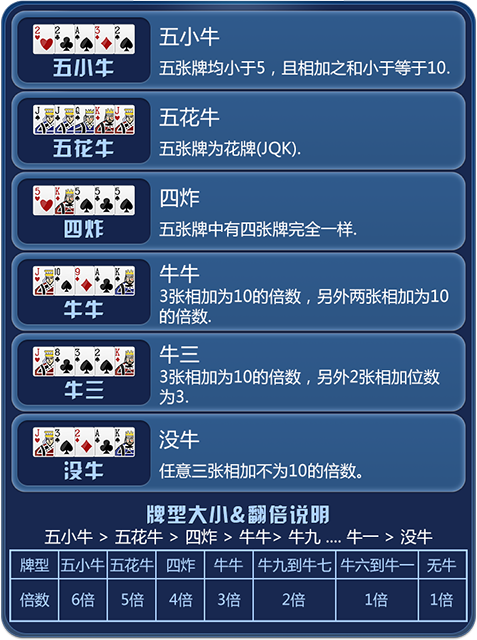 五小牛
五小牛
五张牌均小于5，且相加之和小于等于10.
五花牛
五花牛
五张牌为花牌(JQK).
四炸
四炸
五张牌中有四张牌完全一样.
牛牛
牛牛
3张相加为10的倍数，另外两张相加为10
的倍数.
牛三
牛三
3张相加为10的倍数，另外2张相加位数
为3.
没牛
没牛
任意三张相加不为10的倍数。
牌型大小&翻倍说明
五小牛 > 五花牛 > 四炸 > 牛牛> 牛九 .... 牛一 > 没牛
牌型 五小牛 五花牛 四炸 牛牛 牛九到牛七 牛六到牛一 无牛
倍数 6倍 5倍 4倍 3倍 2倍 1倍 1倍